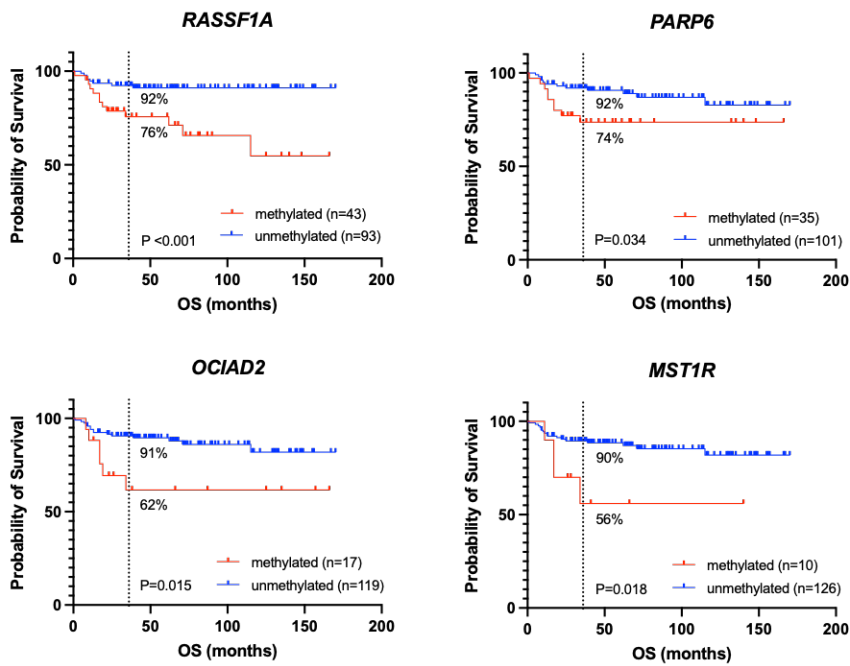 RASSF1A
Probability of Survival
100
50
0
92%
76%
methylated (n=43)
unmethylated (n=93)
P <0.001
0 50 100 150 200
OS (months)
PARP6
Probability of Survival
100
50
0
92%
74%
methylated (n=35)
unmethylated (n=101)
P=0.034
0 50 100 150 200
OS (months)
OCIAD2
Probability of Survival
100
50
0
91%
62%
methylated (n=17)
unmethylated (n=119)
P=0.015
0 50 100 150 200
OS (months)
MST1R
Probability of Survival
100
50
0
90%
56%
methylated (n=10)
unmethylated (n=126)
P=0.018
0 50 100 150 200
OS (months)